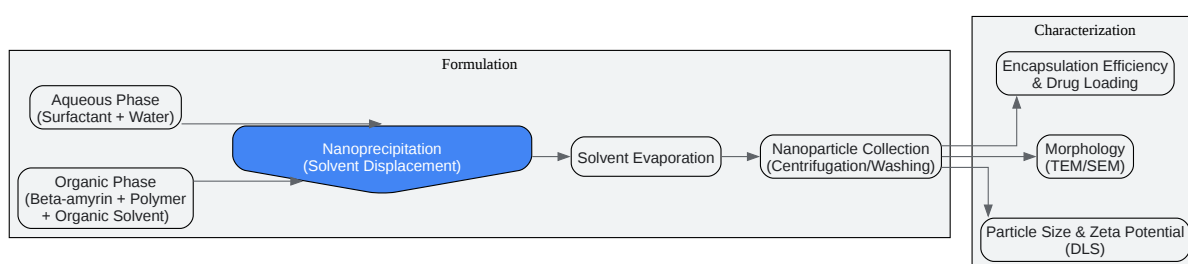 Formulation
Aqueous Phase
(Surfactant + Water)
Organic Phase
(Beta-amyrin + Polymer
+ Organic Solvent)
Nanoprecipitation
(Solvent Displacement)
Solvent Evaporation
Nanoparticle Collection
(Centrifugation/Washing)
Characterization
Encapsulation Efficiency
& Drug Loading
Morphology
(TEM/SEM)
Particle Size & Zeta Potential
(DLS)